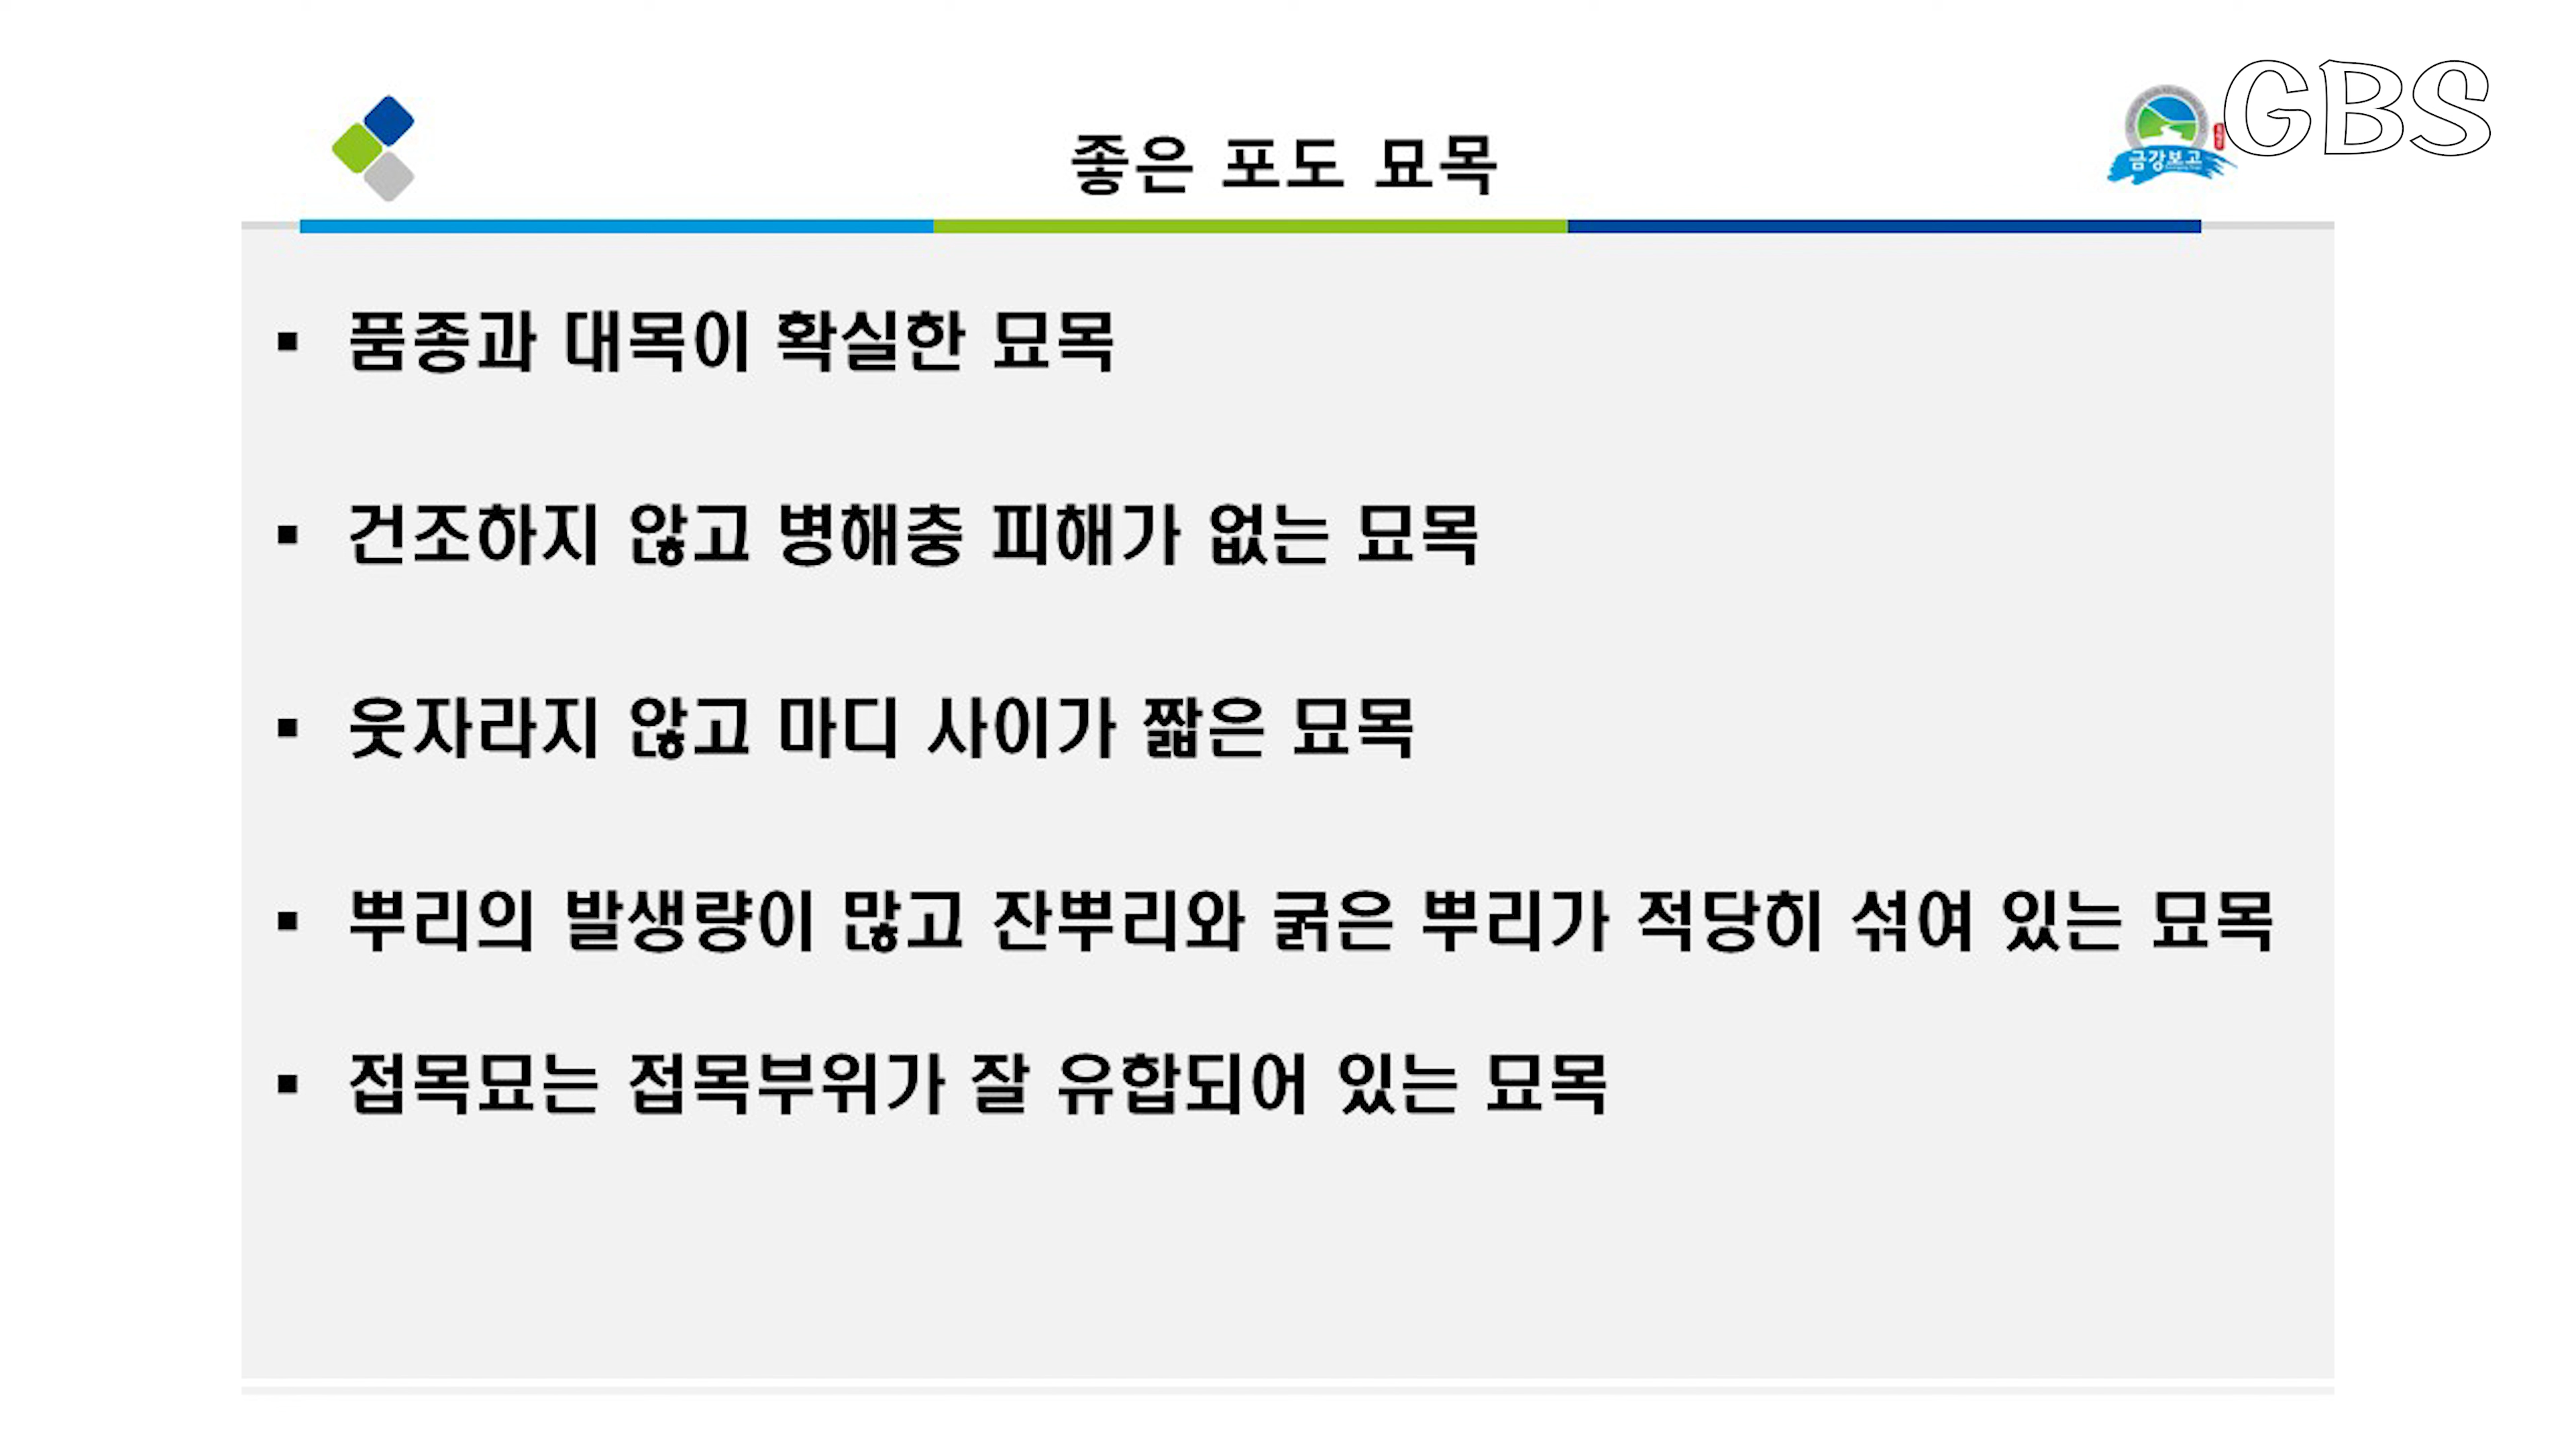 GBS
좋은 포도 묘목
금강보고
▪ 품종과 대목이 확실한 묘목
▪ 건조하지 않고 병해충 피해가 없는 묘목
▪ 웃자라지 않고 마디 사이가 짧은 묘목
▪ 뿌리의 발생량이 많고 잔뿌리와 굵은 뿌리가 적당히 섞여 있는 묘목
▪ 접목묘는 접목부위가 잘 유합되어 있는 묘목